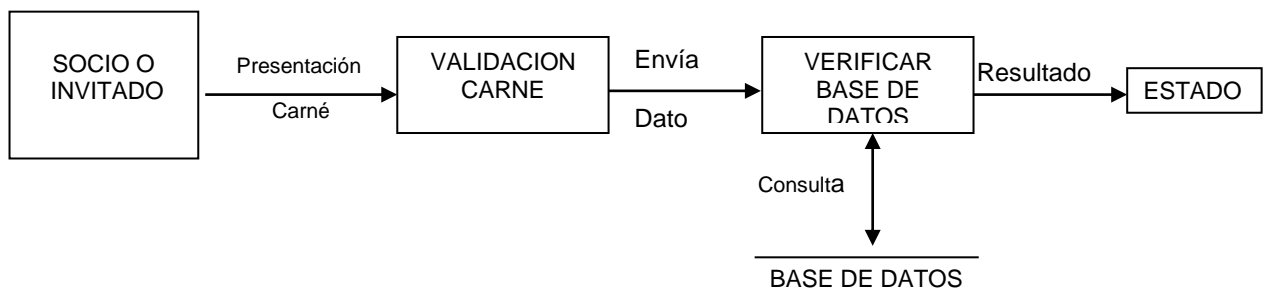 SOCIO O
INVITADO
Presentación
Carné
VALIDACION
CARNE
Envía
Dato
VERIFICAR
BASE DE
DATOS
Resultado
ESTADO
Consulta
BASE DE DATOS